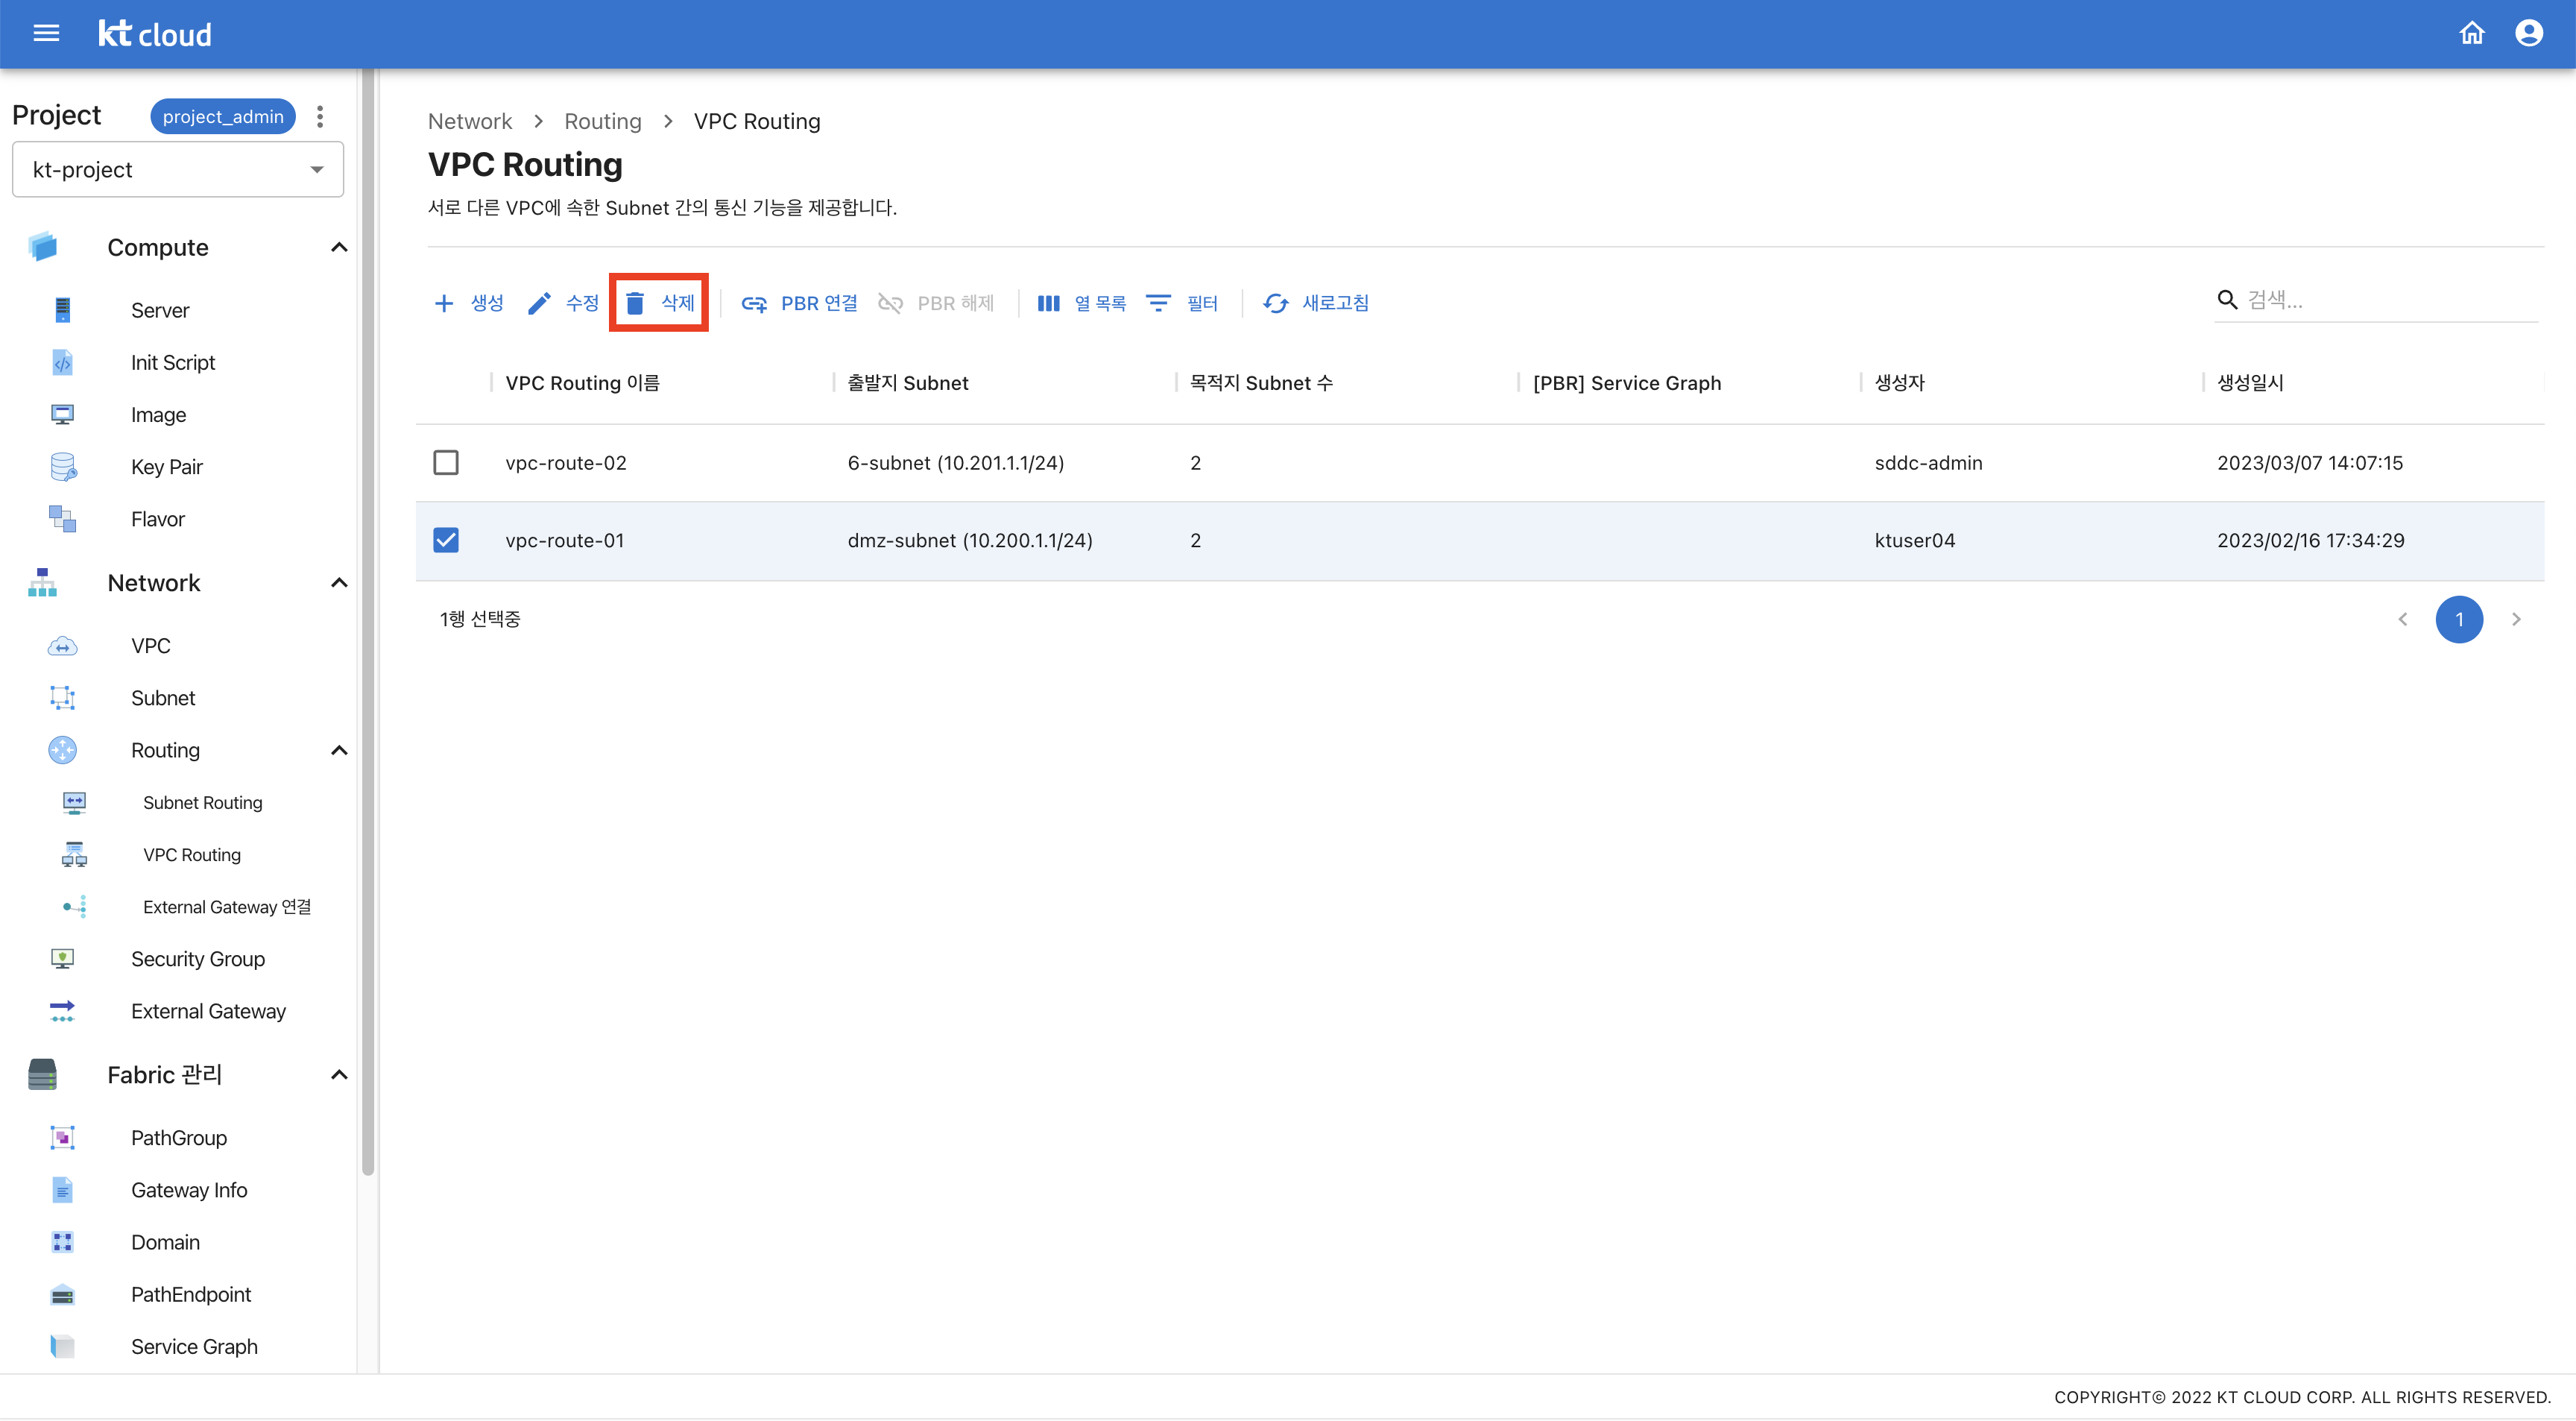 kt cloud
Project
project_admin
kt-project
Compute
Server
Init Script
Image
Key Pair
Flavor
Network
VPC
Subnet
Routing
Subnet Routing
VPC Routing
External Gateway 연결
Security Group
External Gateway
Fabric 관리
PathGroup
Gateway Info
Domain
PathEndpoint
Service Graph
Network > Routing > VPC Routing
VPC Routing
서로 다른 VPC에 속한 Subnet 간의 통신 기능을 제공합니다.
생성 수정 삭제 PBR 연결 PBR 해제 열 목록 필터 새로고침 검색...
VPC Routing 이름 출발지 Subnet 목적지 Subnet 수 [PBR] Service Graph 생성자 생성일시
vpc-route-02 6-subnet (10.201.1.1/24) 2 sddc-admin 2023/03/07 14:07:15
vpc-route-01 dmz-subnet (10.200.1.1/24) 2 ktuser04 2023/02/16 17:34:29
1행 선택중 1
COPYRIGHT© 2022 KT CLOUD CORP. ALL RIGHTS RESERVED.